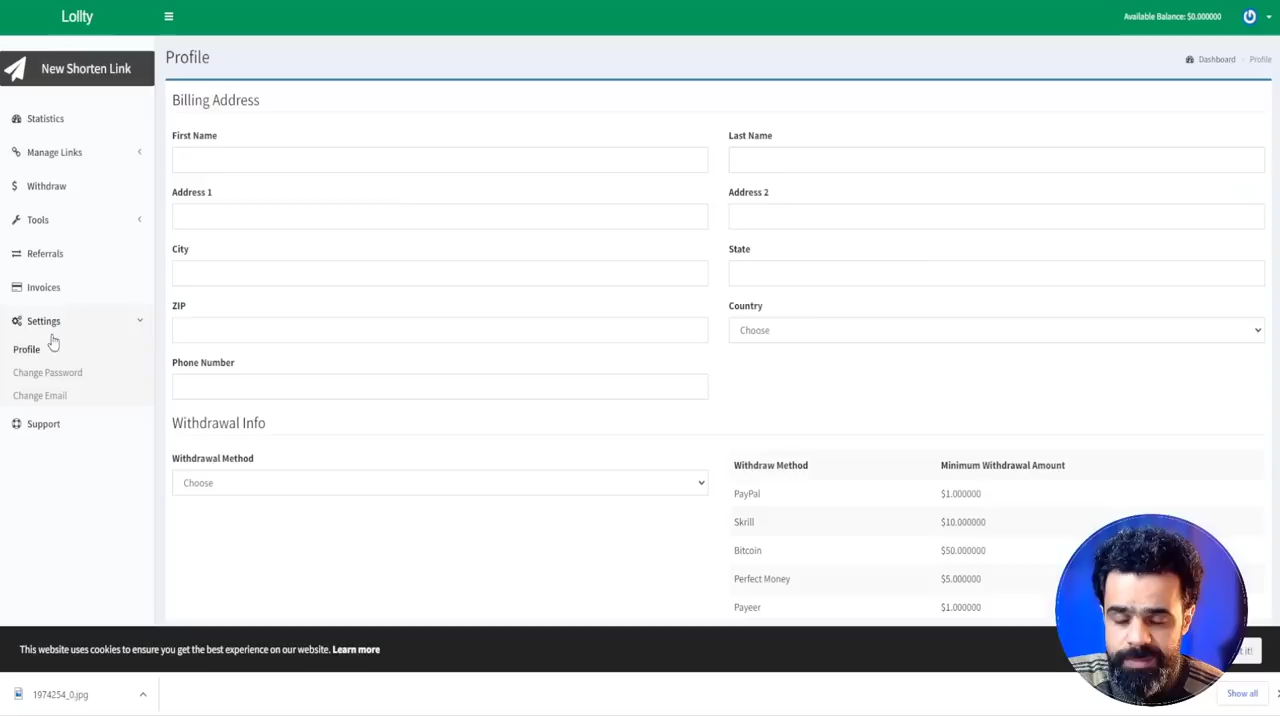 Lollty
Available Balance: $0.000000
New Shorten Link
Profile
Dashboard
Profile
Statistics
Manage Links
Withdraw
Tools
Referrals
Invoices
Settings
Profile
Change Password
Change Email
Support
Billing Address
First Name
Last Name
Address 1
Address 2
City
State
ZIP
Country
Choose
Phone Number
Withdrawal Info
Withdrawal Method
Choose
Withdraw Method Minimum Withdrawal Amount
PayPal $1.000000
Skrill $10.000000
Bitcoin $50.000000
Perfect Money $5.000000
Payeer $1.000000
This website uses cookies to ensure you get the best experience on our website. Learn more
it!
1974254_0.jpg
Show all